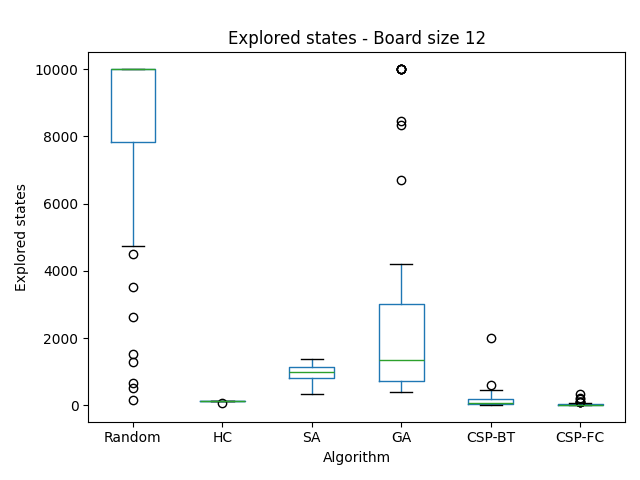 Explored states - Board size 12
10000
8000
6000
4000
2000
0
Explored states
Random HC SA GA CSP-BT CSP-FC
Algorithm